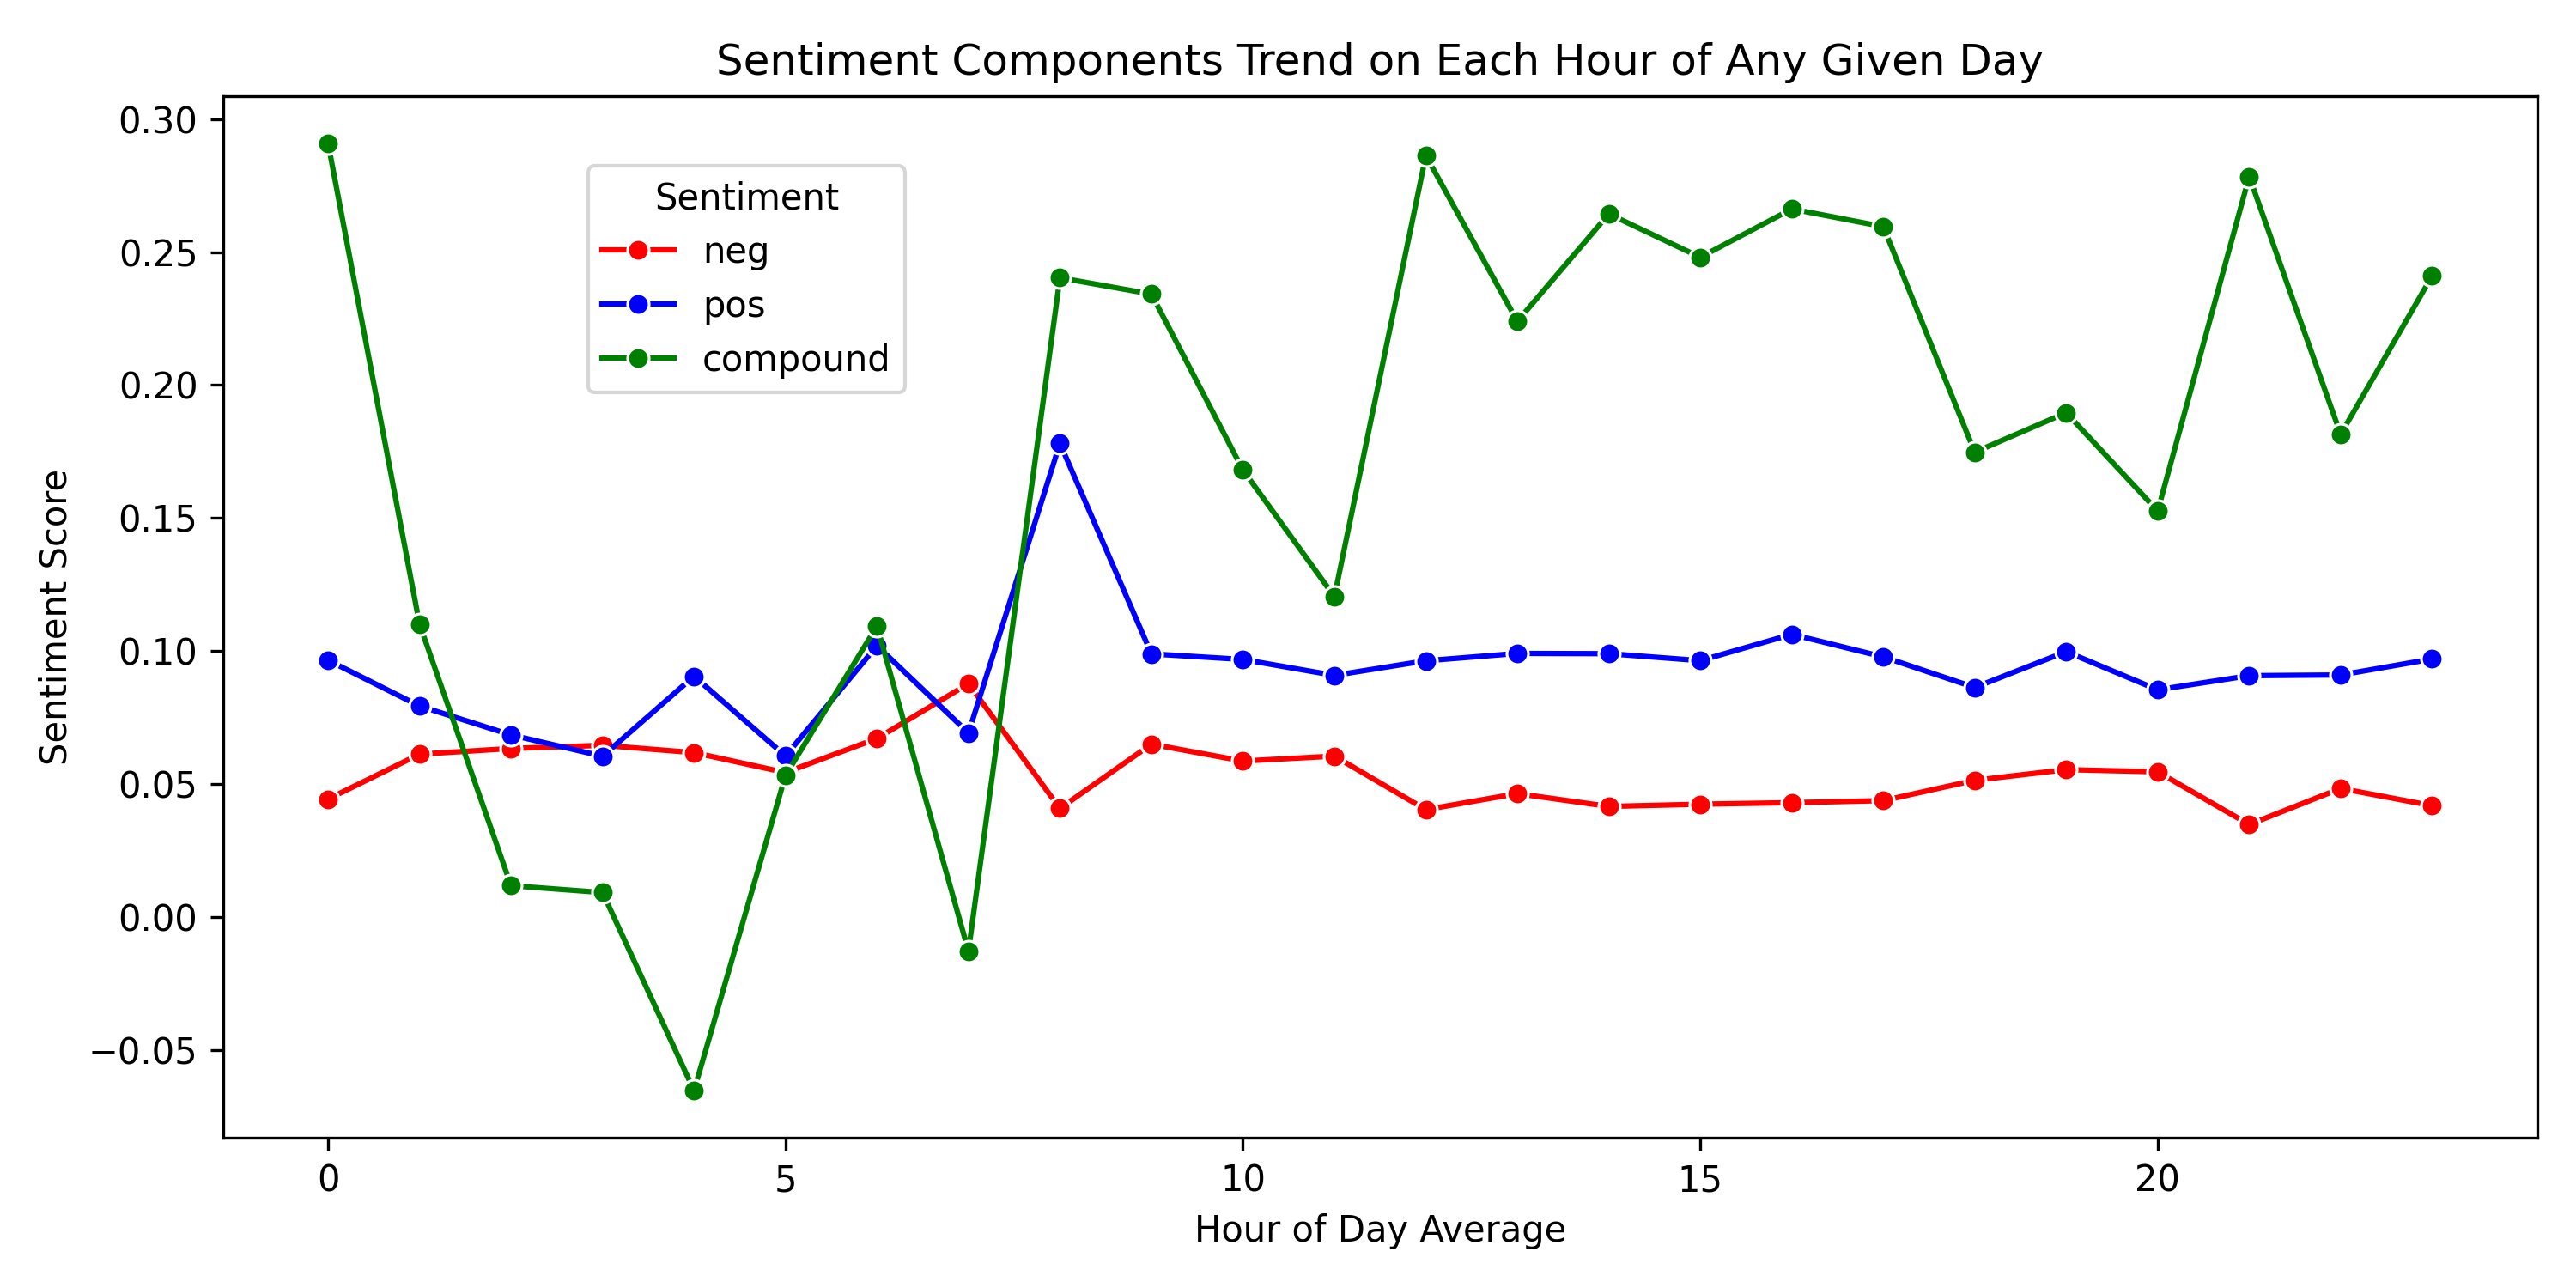 Sentiment Components Trend on Each Hour of Any Given Day
Sentiment
neg
pos
compound
Sentiment Score
0.30
0.25
0.20
0.15
0.10
0.05
0.00
−0.05
0
5
10
15
20
Hour of Day Average